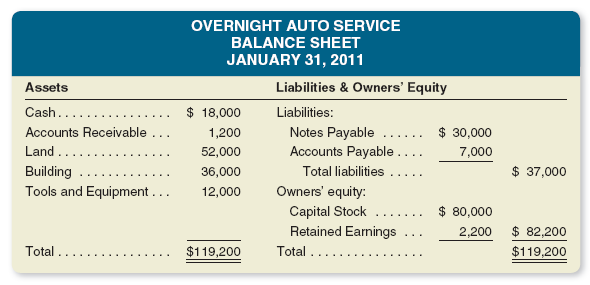 OVERNIGHT AUTO SERVICE
BALANCE SHEET
JANUARY 31, 2011
Assets Liabilities & Owners' Equity
Cash................ $ 18,000 Liabilities:
Accounts Receivable ... 1,200 Notes Payable ...... $ 30,000
Land................ 52,000 Accounts Payable.... 7,000
Building ............. 36,000 Total liabilities ..... $ 37,000
Tools and Equipment... 12,000 Owners' equity:
Capital Stock ....... $ 80,000
Retained Earnings ... 2,200 $ 82,200
Total................ $119,200 Total ................ $119,200